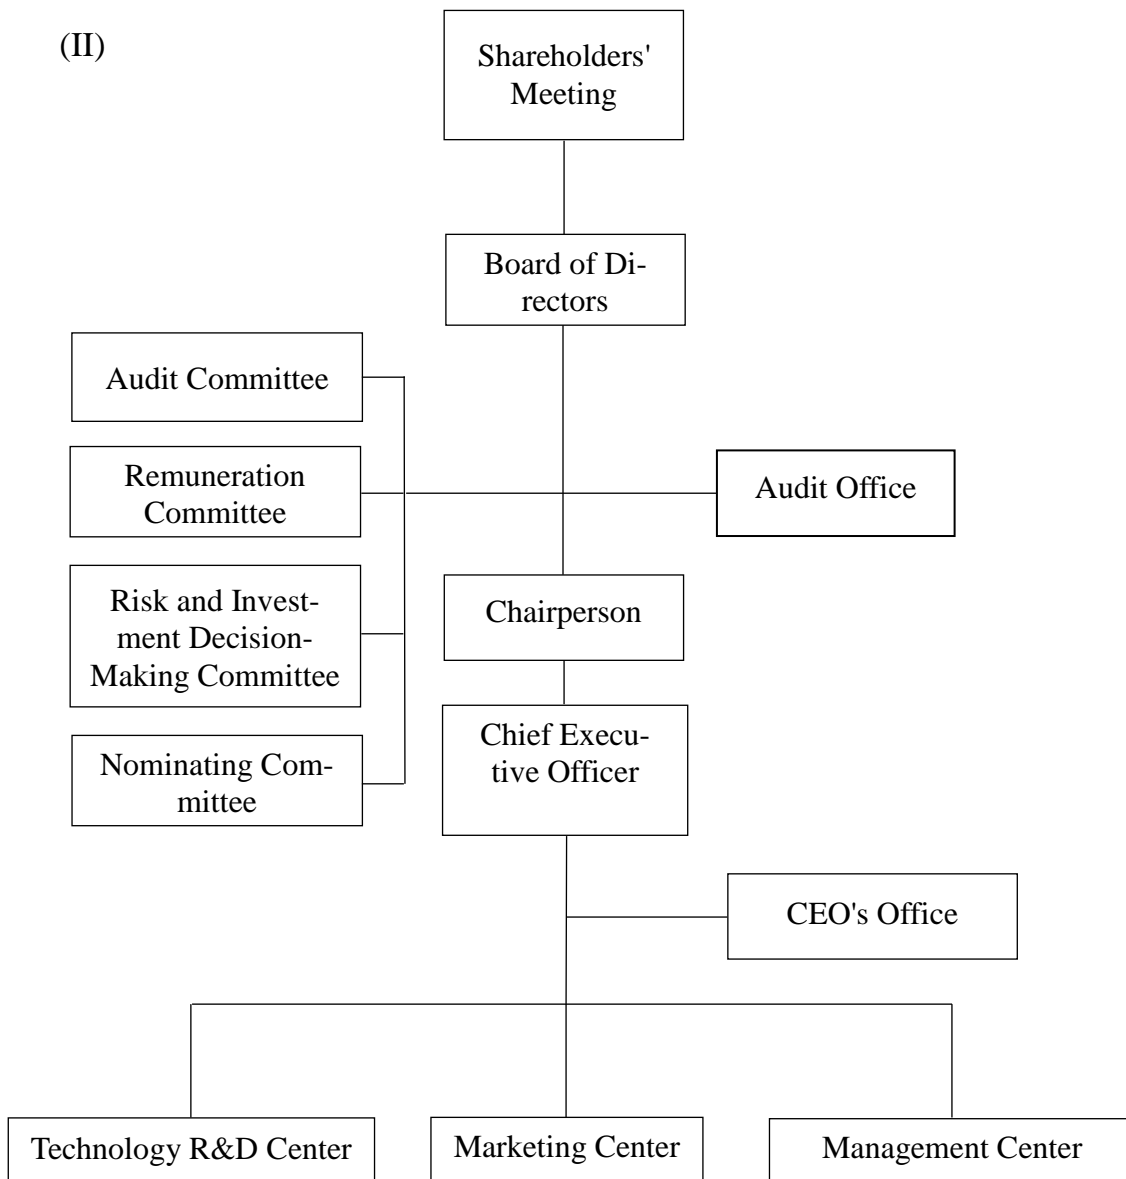 (II)
Shareholders'
Meeting
Board of Di-
rectors
Audit Committee
Remuneration
Committee
Audit Office
Risk and Invest-
ment Decision-
Making Committee
Chairperson
Nominating Com-
mittee
Chief Execu-
tive Officer
CEO's Office
Technology R&D Center
Marketing Center
Management Center